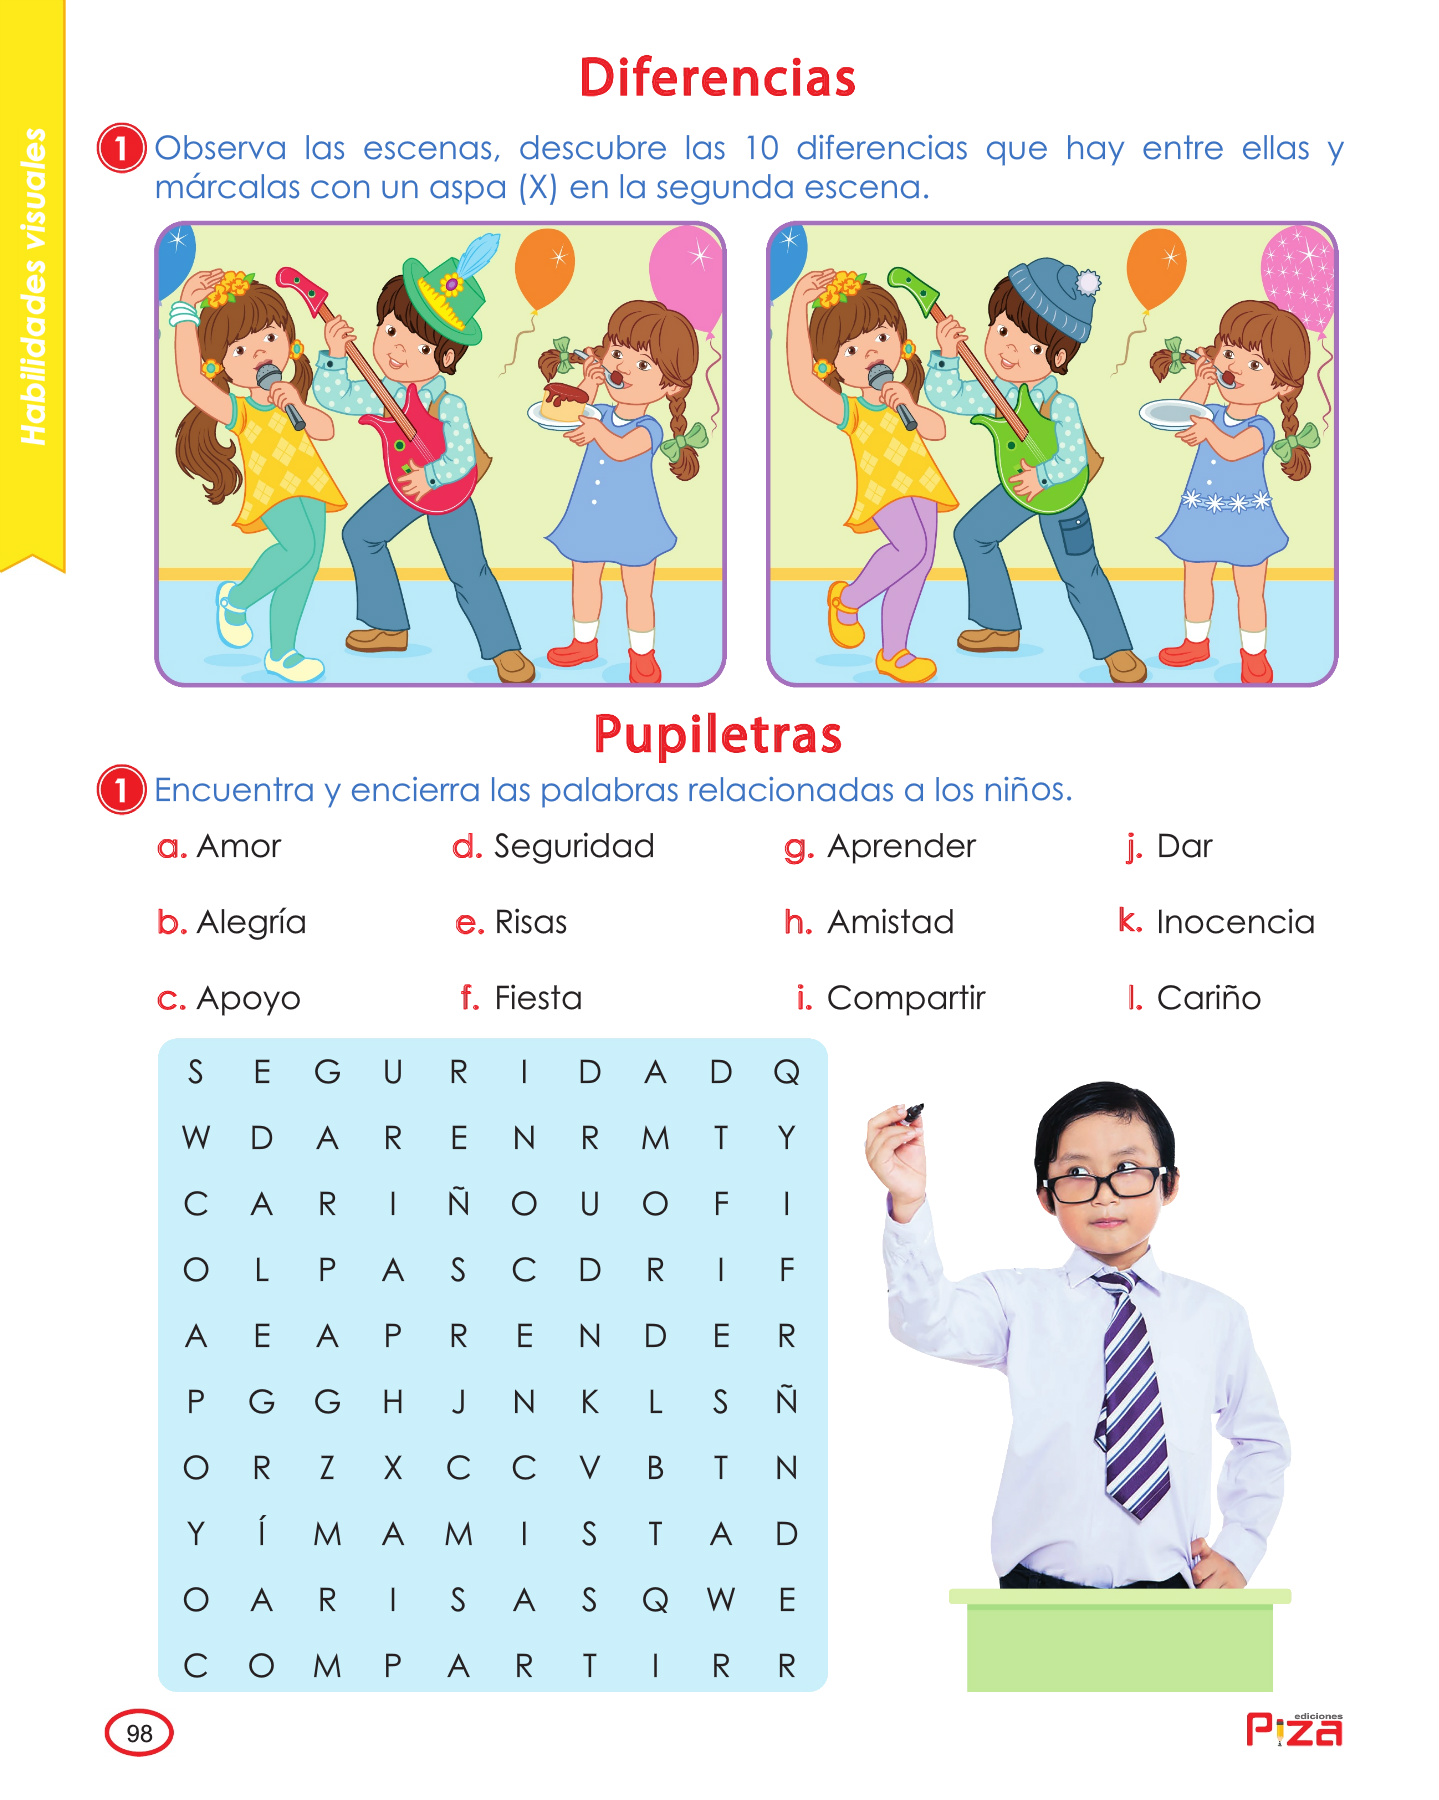 Habilidades visuales
Diferencias
1 Observa las escenas, descubre las 10 diferencias que hay entre ellas y
márcalas con un aspa (X) en la segunda escena.
Pupiletras
1 Encuentra y encierra las palabras relacionadas a los niños.
a. Amor d. Seguridad g. Aprender j. Dar
b. Alegría e. Risas h. Amistad k. Inocencia
c. Apoyo f. Fiesta i. Compartir l. Cariño
S E G U R I D A D Q
W D A R E N R M T Y
C A R I Ñ O U O F I
O L P A S C D R I F
A E A P R E N D E R
P G G H J N K L S Ñ
O R Z X C C V B T N
Y Í M A M I S T A D
O A R I S A S Q W E
C O M P A R T I R R
98
ediciones
Piza